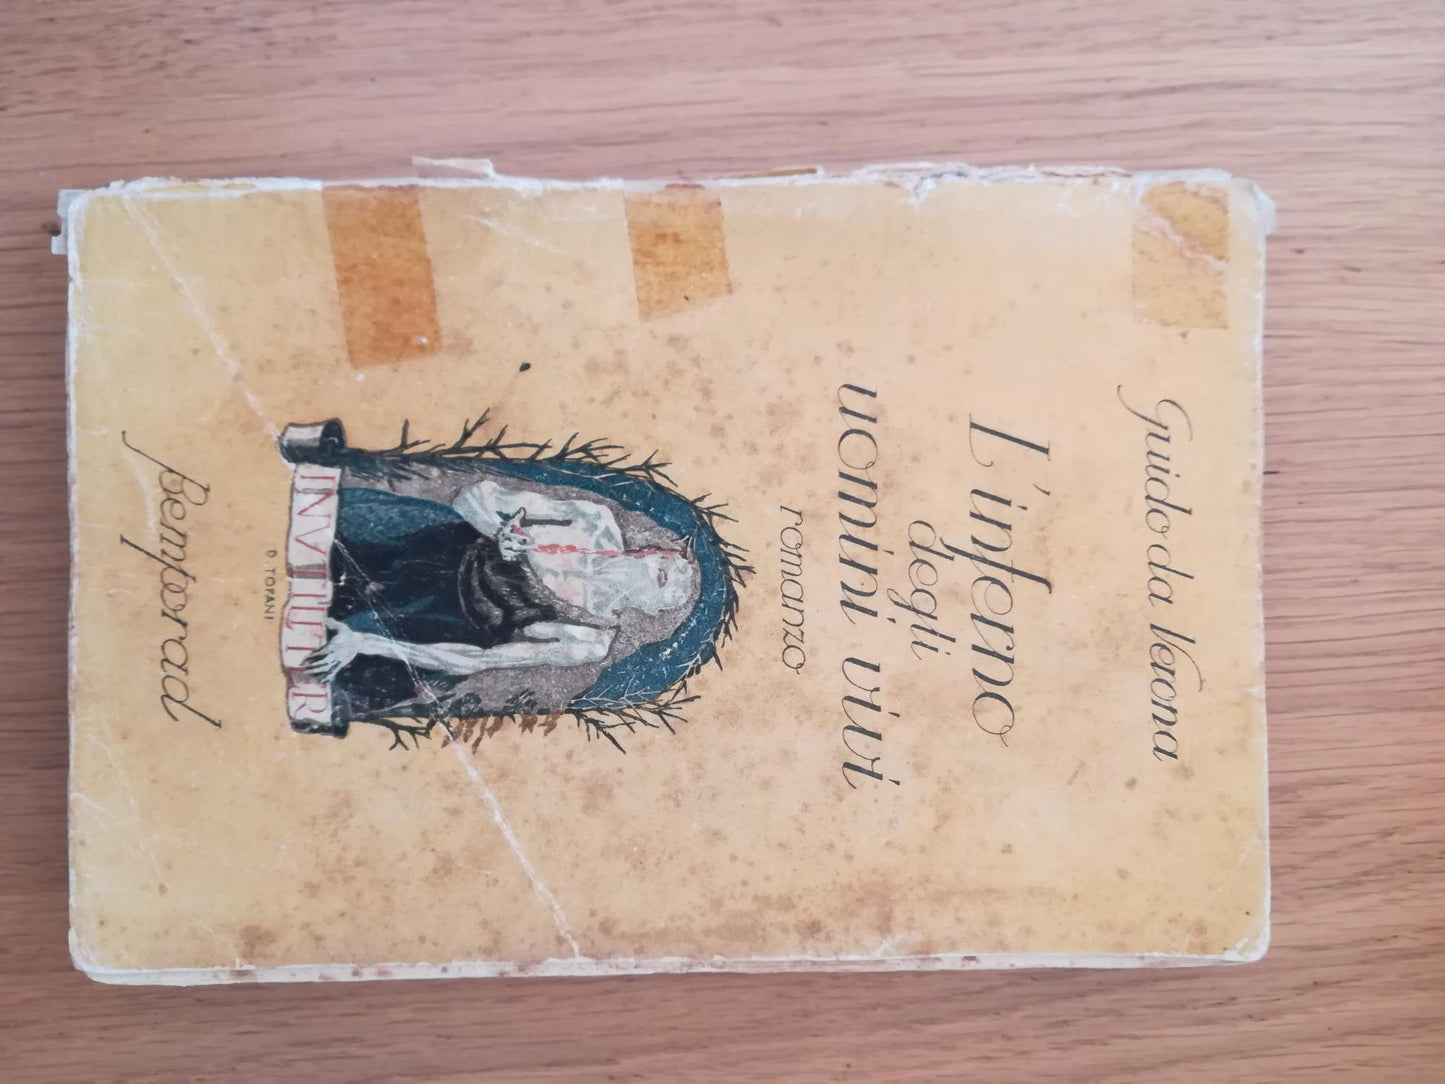 Guido da Verona
L'inferno
degli
uomini vivi
romanzo
INVTILITER
D. TOFANI
Bemporad